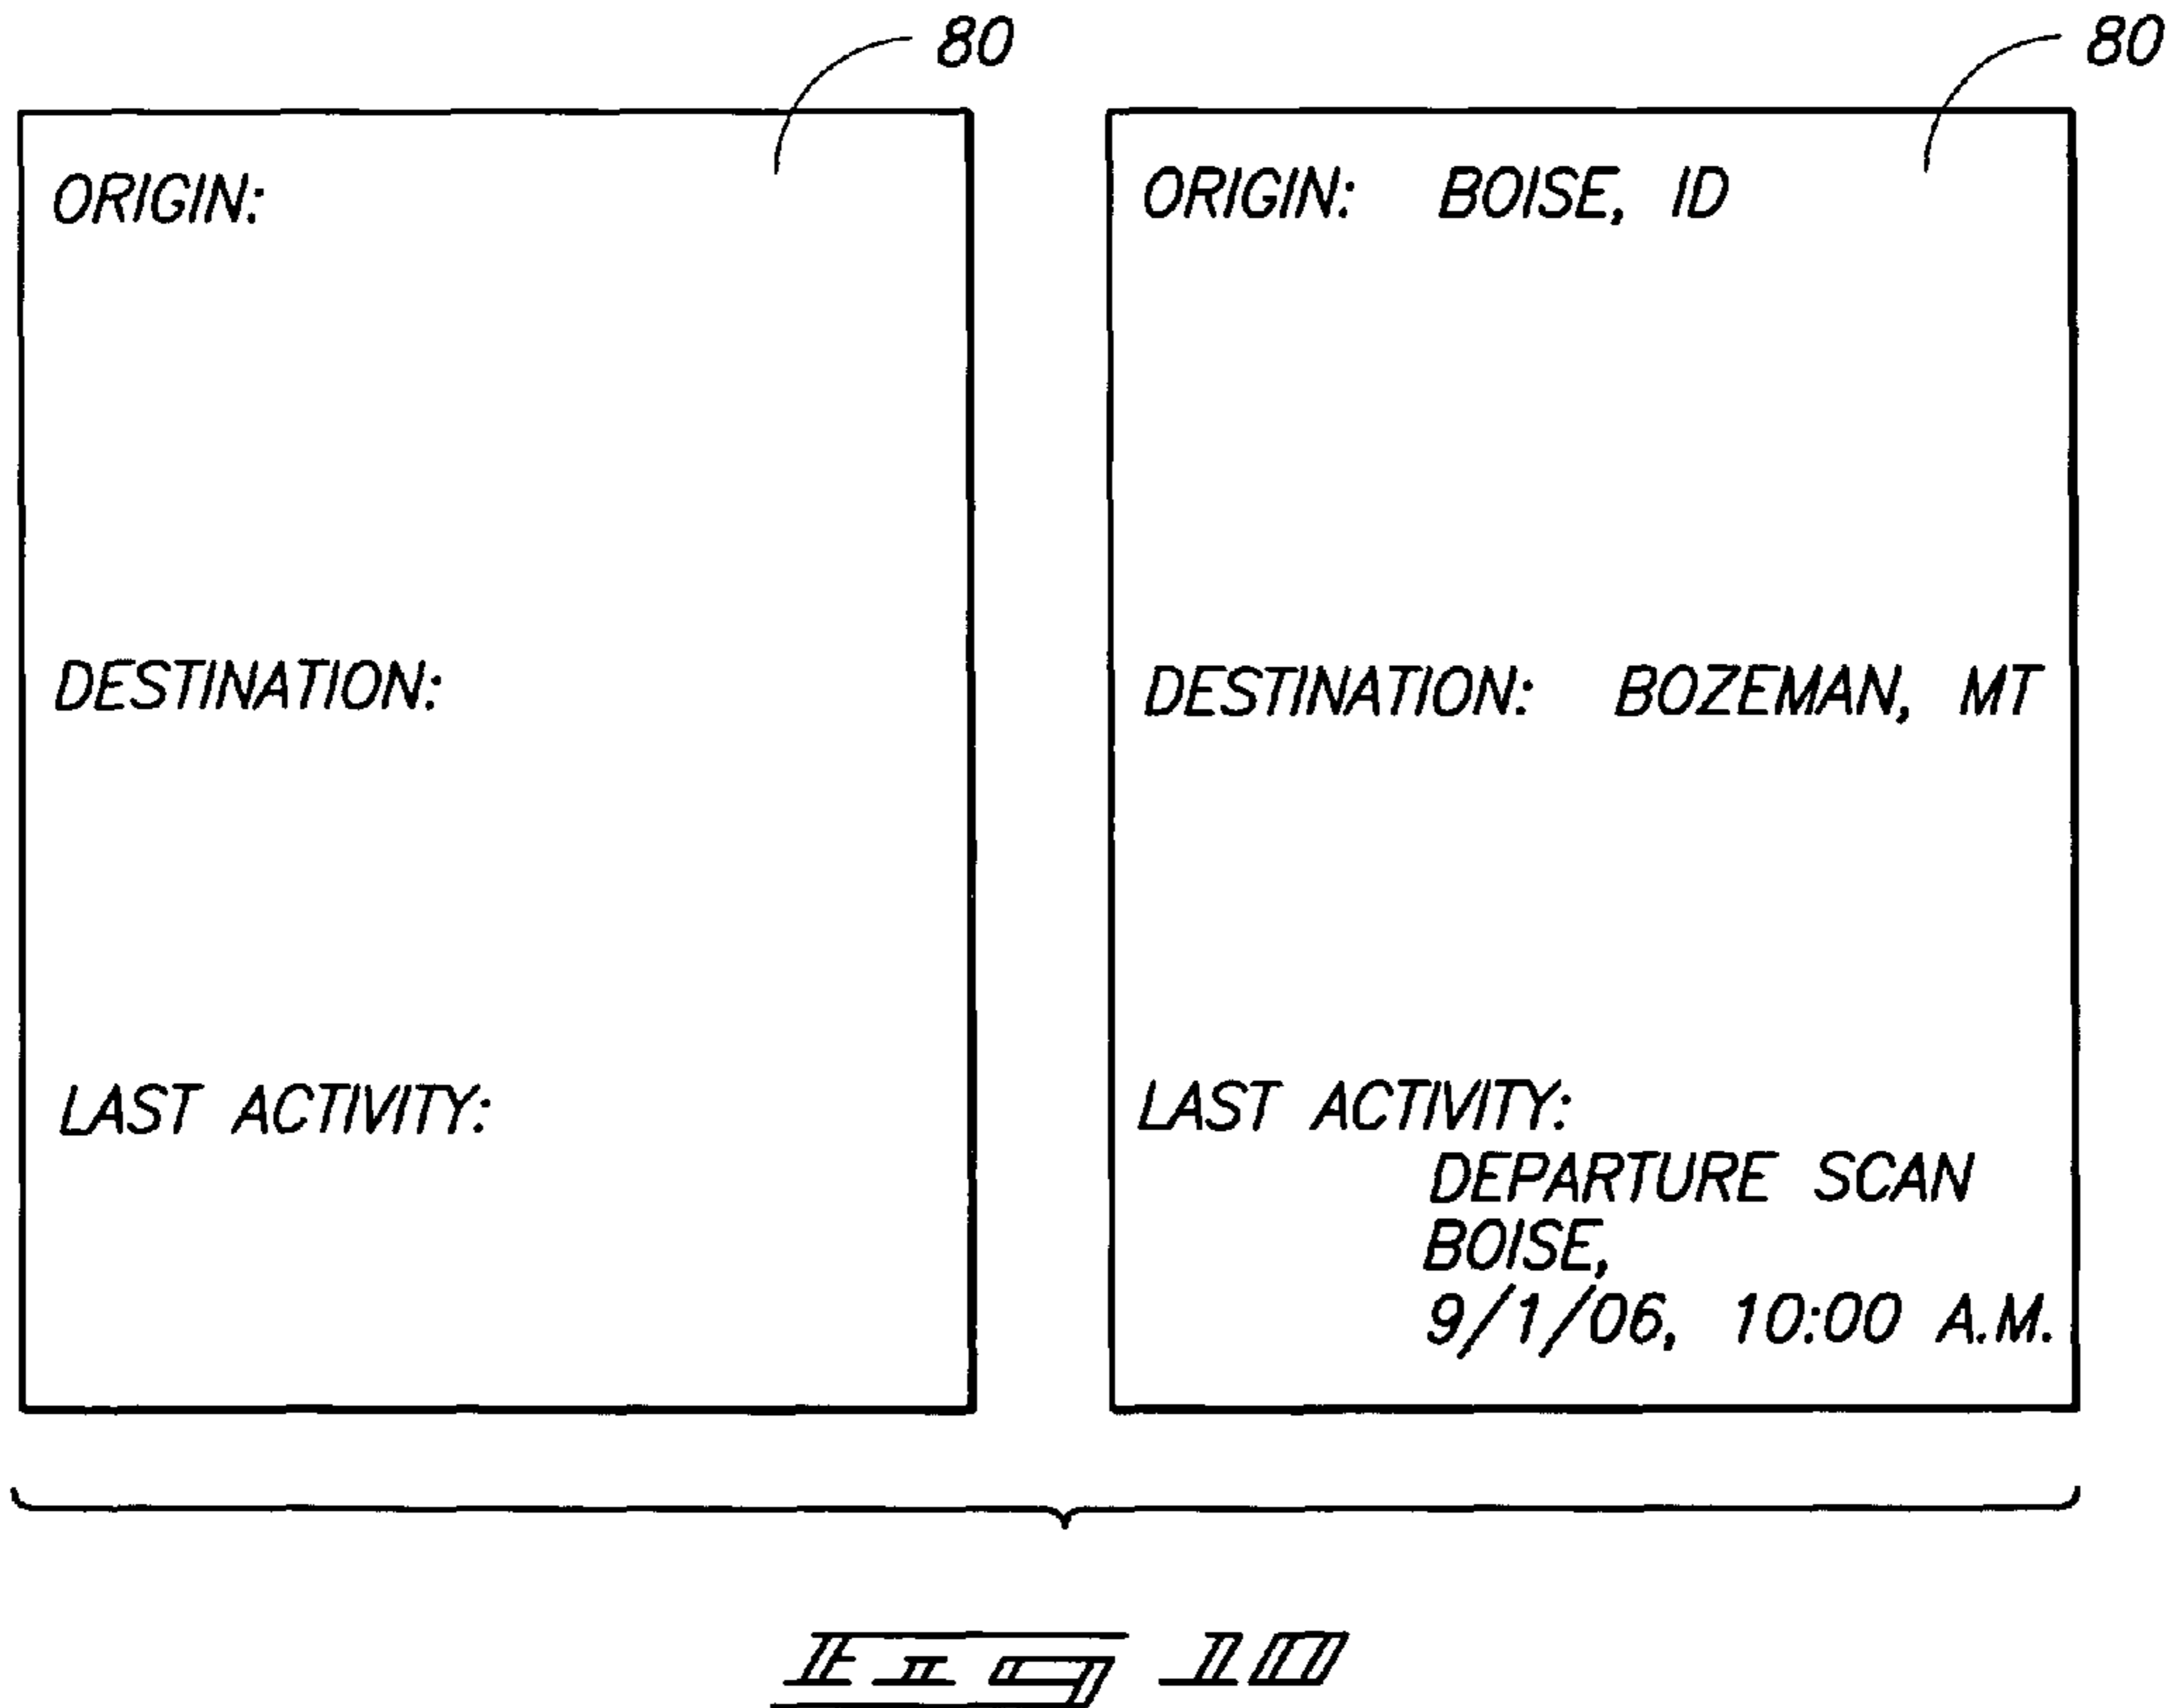 80
ORIGIN:
DESTINATION:
LAST ACTIVITY:
80
ORIGIN: BOISE, ID
DESTINATION: BOZEMAN, MT
LAST ACTIVITY:
DEPARTURE SCAN
BOISE,
9/1/06, 10:00 A.M.
FIG 10